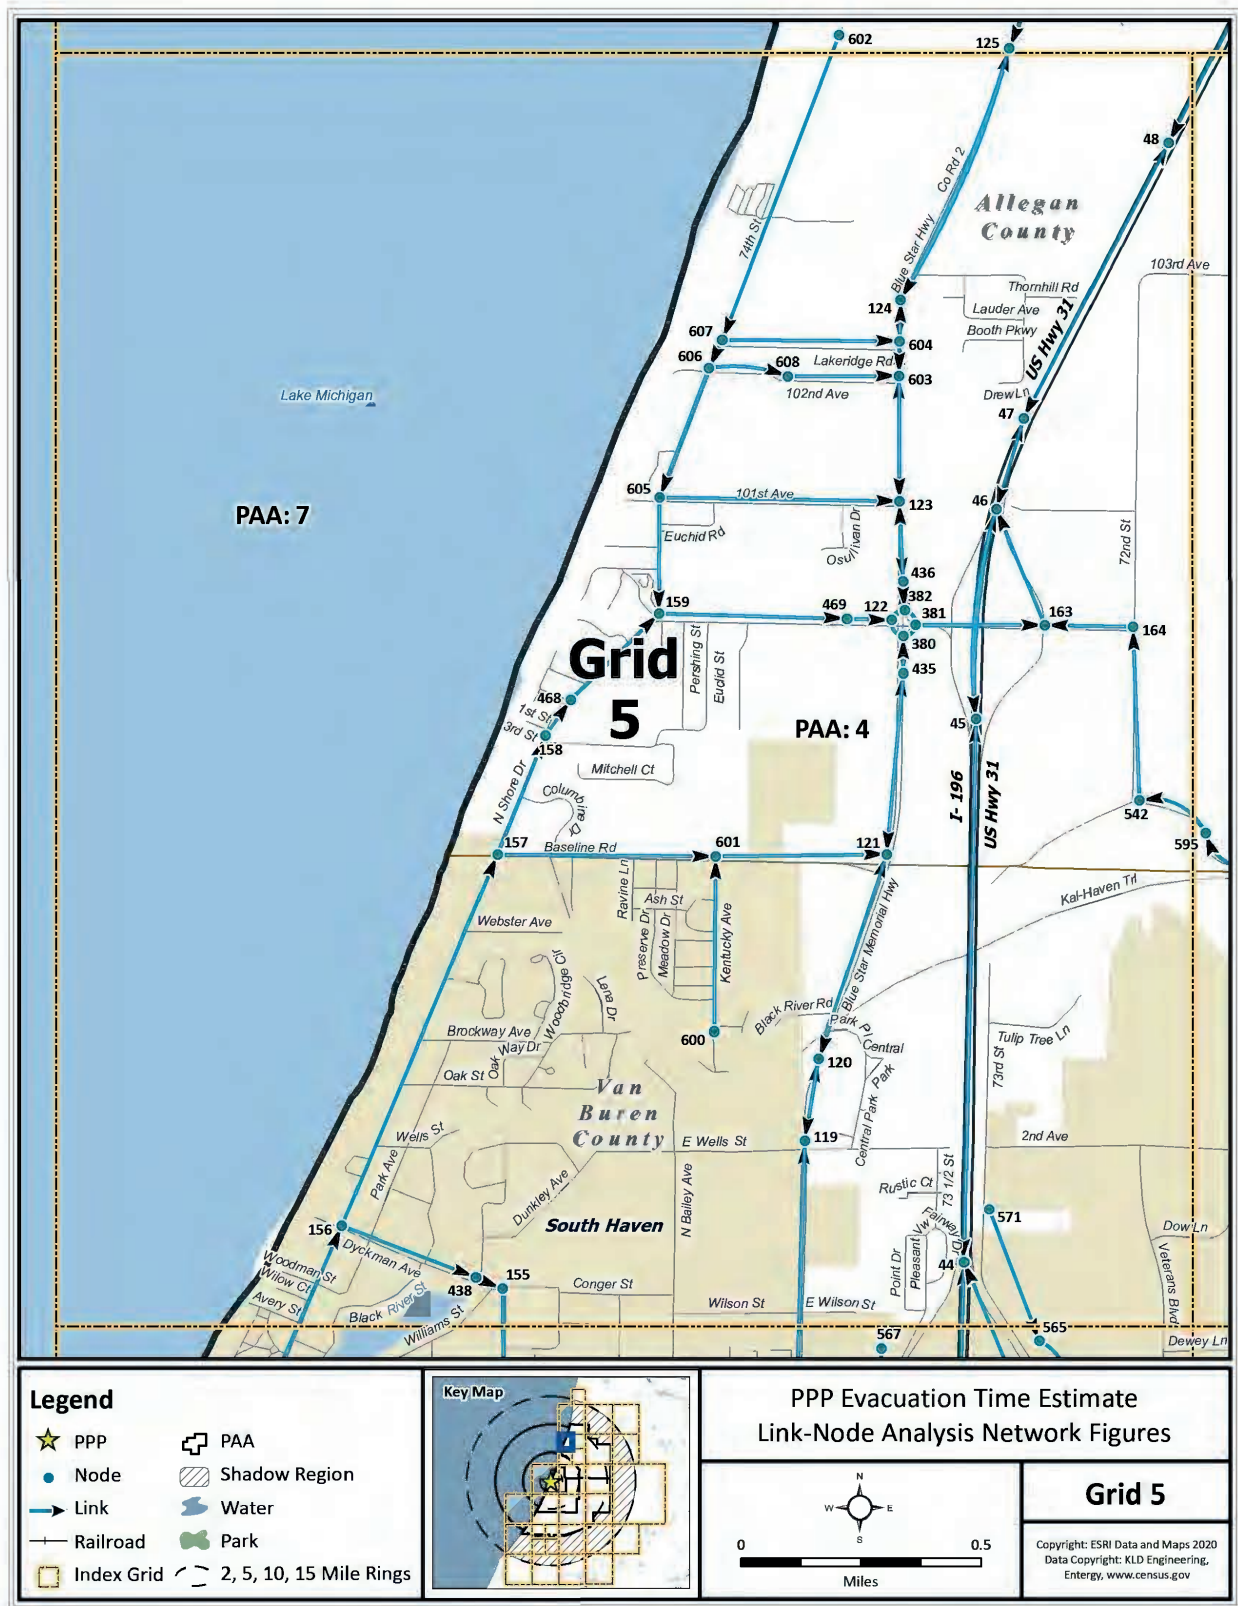 602
125
48
Co Rd 2
Allegan
County
74th St
Blue Star Hwy
103rd Ave
Thornhill Rd
124
Lauder Ave
607
Booth Pkwy
604
US Hwy 31
606
608
Lakeridge Rd
603
Lake Michigan
102nd Ave
Drew Ln
47
605
101st Ave
46
123
PAA: 7
Euclid Rd
Osullivan Dr
72nd St
436
382
159
469
122
381
163
164
380
Grid
5
Pershing St
Euclid St
435
468
1st St
3rd St
158
PAA: 4
45
Mitchell Ct
N Shore Dr
Columbine Dr
I- 196
US Hwy 31
542
157
Baseline Rd
601
121
595
Ravine Ln
Kal-Haven Trl
Ash St
Webster Ave
Preserve Dr
Meadow Dr
Kentucky Ave
Blue Star Memorial Hwy
Woodbridge Cir
Lena Dr
Black River Rd
Brockway Ave
600
Park Pl
Tulip Tree Ln
Oak Way Dr
Central Park
Oak St
120
73rd St
Van
Buren
County
Central Park
Wells St
E Wells St
119
2nd Ave
Park Ave
Dunkley Ave
N Bailey Ave
Rustic Ct
73 1/2 St
156
South Haven
Fairway Dr
571
Dow Ln
Dyckman Ave
Woodman St
Wilow Ct
Point Dr
Pleasant Vw
44
Veterans Blvd
155
438
Conger St
Avery St
Black River St
Wilson St
E Wilson St
Williams St
567
565
Dewey Ln
Legend
PPP
PAA
Node
Shadow Region
Link
Water
Railroad
Park
Index Grid
2, 5, 10, 15 Mile Rings
Key Map
PPP Evacuation Time Estimate
Link-Node Analysis Network Figures
N
W
E
S
0
0.5
Miles
Grid 5
Copyright: ESRI Data and Maps 2020
Data Copyright: KLD Engineering,
Entergy, www.census.gov